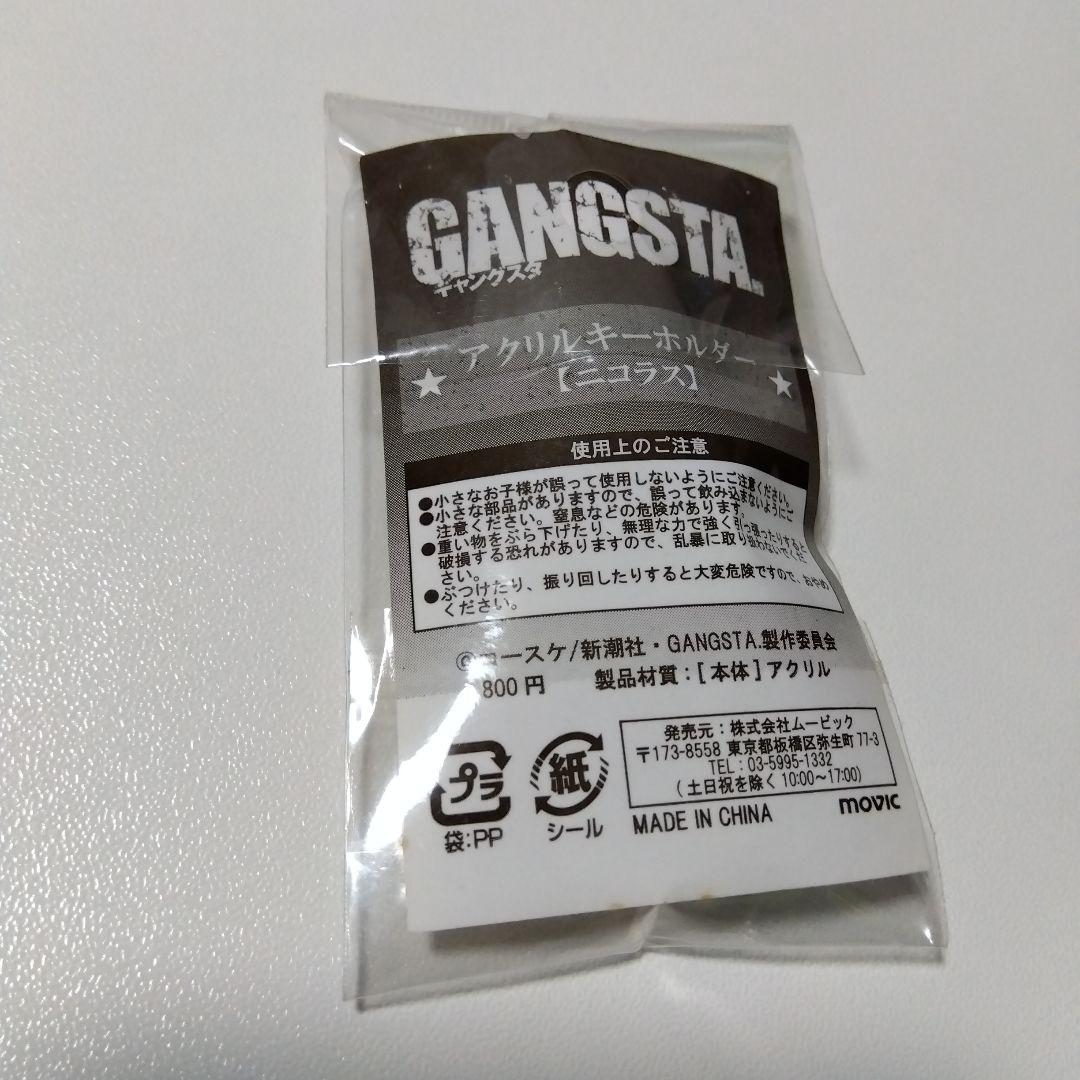 GANGSTA.
ギャングスタ
アクリルキーホルダー
【ニコラス】
使用上のご注意
●小さなお子様が誤って使用しないようにご注意ください。
●小さな部品がありますので、誤って飲み込まないようにご
注意ください。窒息などの危険があります。
●重い物をぶら下げたり、無理な力で強く引っ張ったりすると
破損する恐れがありますので、乱暴に取り扱わないでくだ
さい。
●ぶつけたり、振り回したりすると大変危険ですので、おやめ
ください。
©コースケ/新潮社・GANGSTA.製作委員会
800円 製品材質:[本体]アクリル
プラ
袋:PP
紙
シール
発売元:株式会社ムービック
〒173-8558 東京都板橋区弥生町77-3
TEL:03-5995-1332
(土日祝を除く10:00～17:00)
MADE IN CHINA
movic